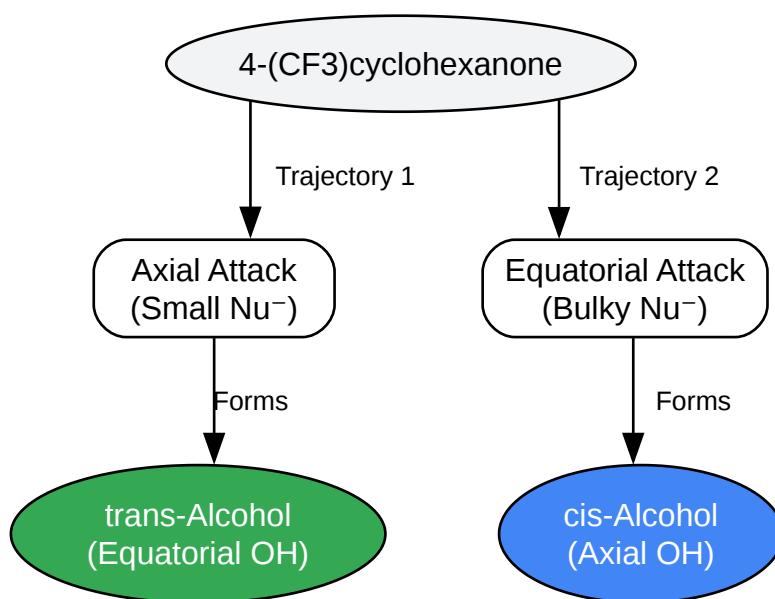 4-(CF3)cyclohexanone
Trajectory 1
Trajectory 2
Axial Attack
(Small Nu⁻)
Equatorial Attack
(Bulky Nu⁻)
Forms
Forms
trans-Alcohol
(Equatorial OH)
cis-Alcohol
(Axial OH)